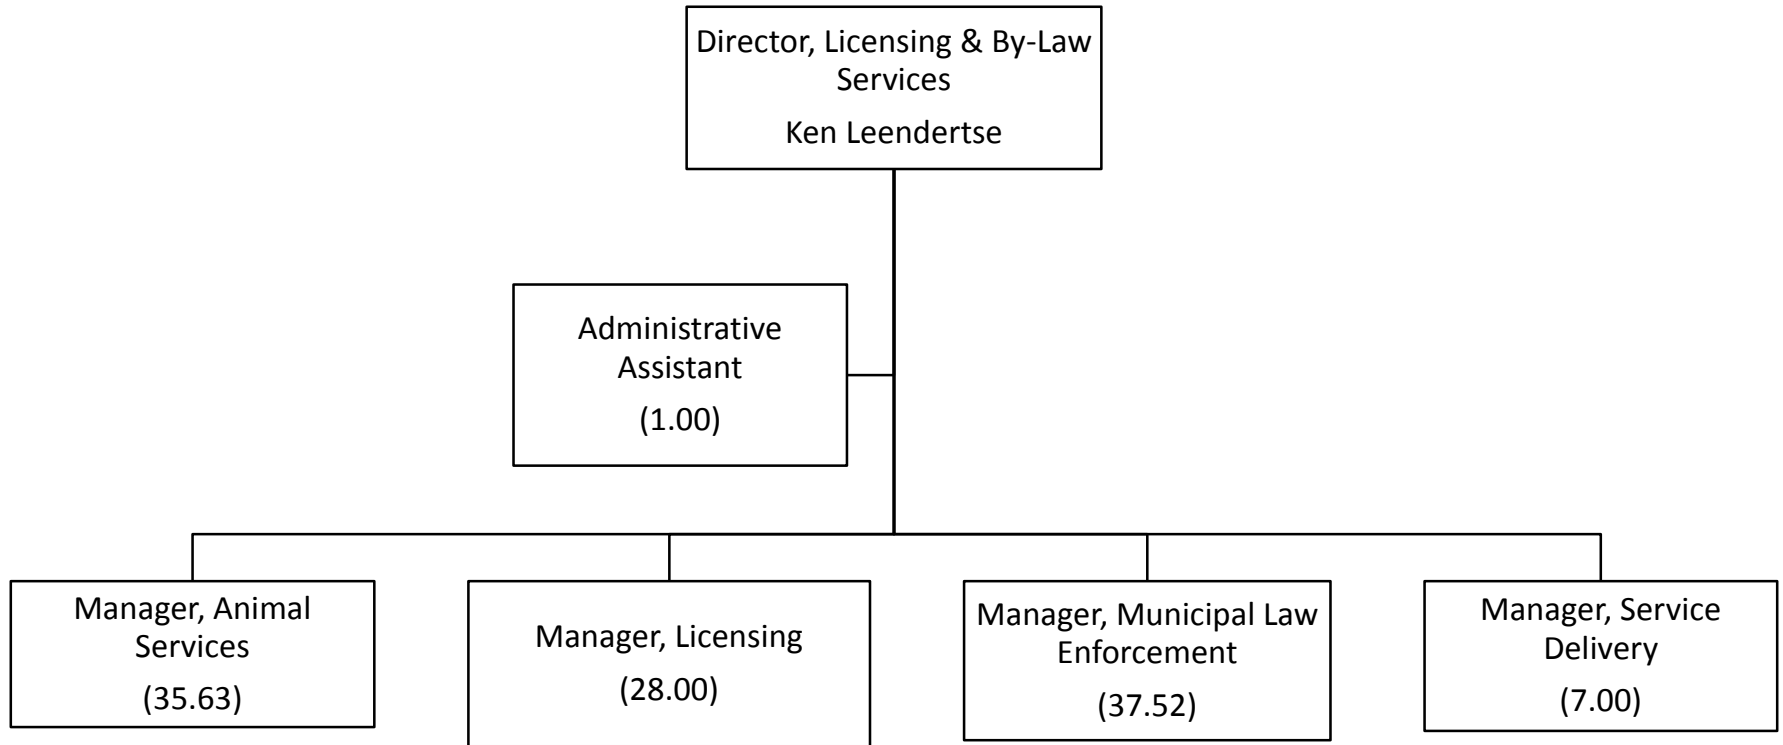 Director, Licensing & By-Law
Services
Ken Leendertse
Administrative
Assistant
(1.00)
Manager, Animal
Services
(35.63)
Manager, Licensing
(28.00)
Manager, Municipal Law
Enforcement
(37.52)
Manager, Service
Delivery
(7.00)